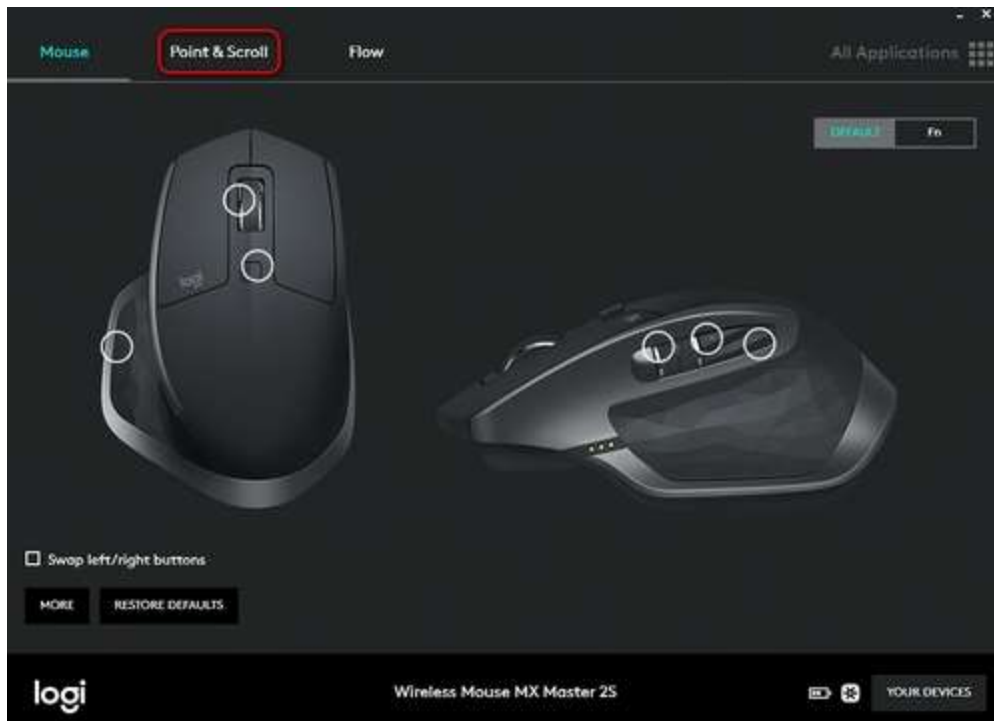 Mouse
Point & Scroll
Flow
All Applications
DEFAULT
Fn
logi
Swap left/right buttons
MORE
RESTORE DEFAULTS
logi
Wireless Mouse MX Master 2S
YOUR DEVICES